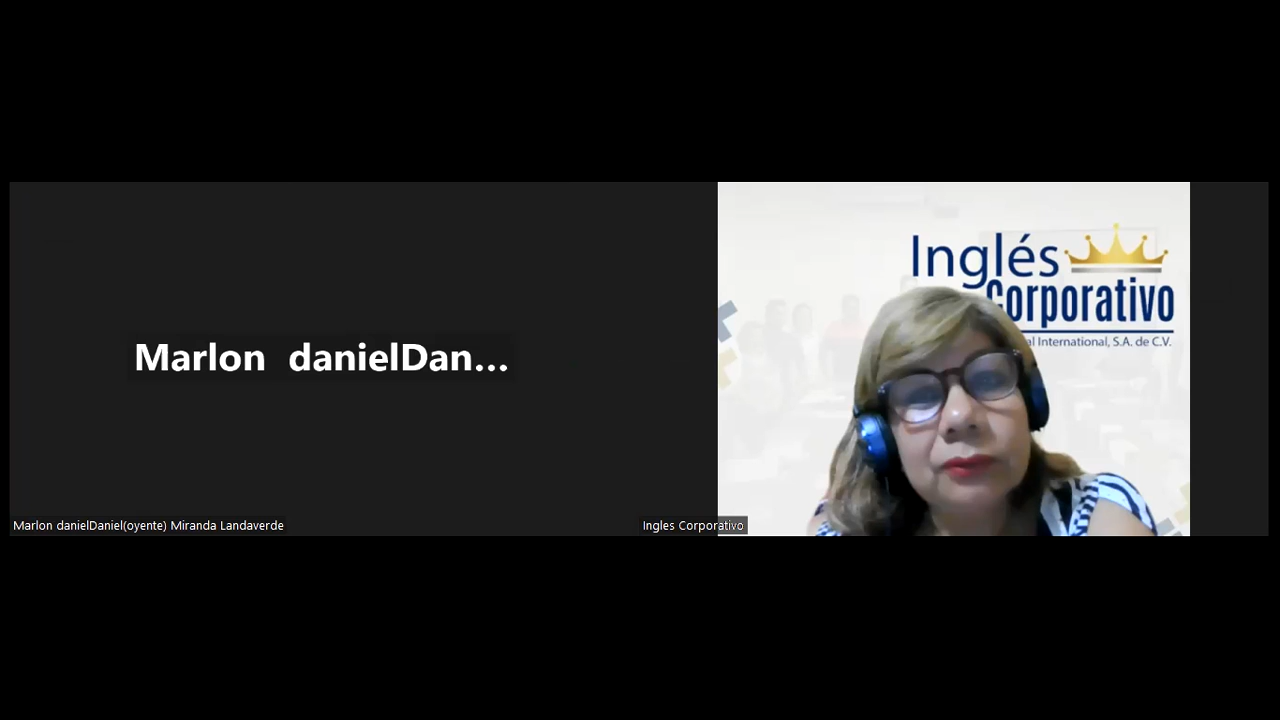 Marlon danielDan...
Marlon danielDaniel(oyente) Miranda Landaverde
Inglés
Corporativo
al International, S.A. de C.V.
Ingles Corporativo